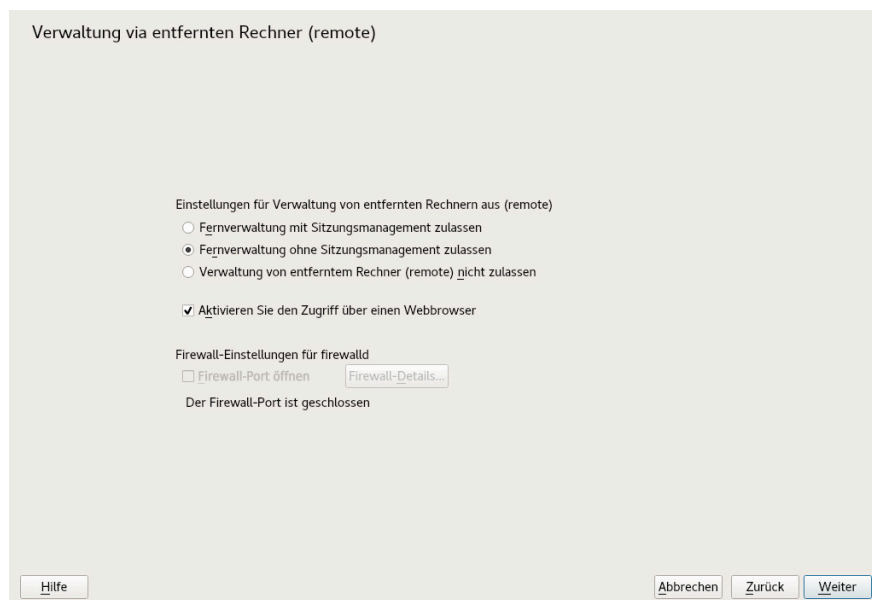 Verwaltung via entfernten Rechner (remote)
Einstellungen für Verwaltung von entfernten Rechnern aus (remote)
Fernverwaltung mit Sitzungsmanagement zulassen
Fernverwaltung ohne Sitzungsmanagement zulassen
Verwaltung von entferntem Rechner (remote) nicht zulassen
Aktivieren Sie den Zugriff über einen Webbrowser
Firewall-Einstellungen für firewalld
Firewall-Port öffnen Firewall-Details...
Der Firewall-Port ist geschlossen
Hilfe Abbrechen Zurück Weiter